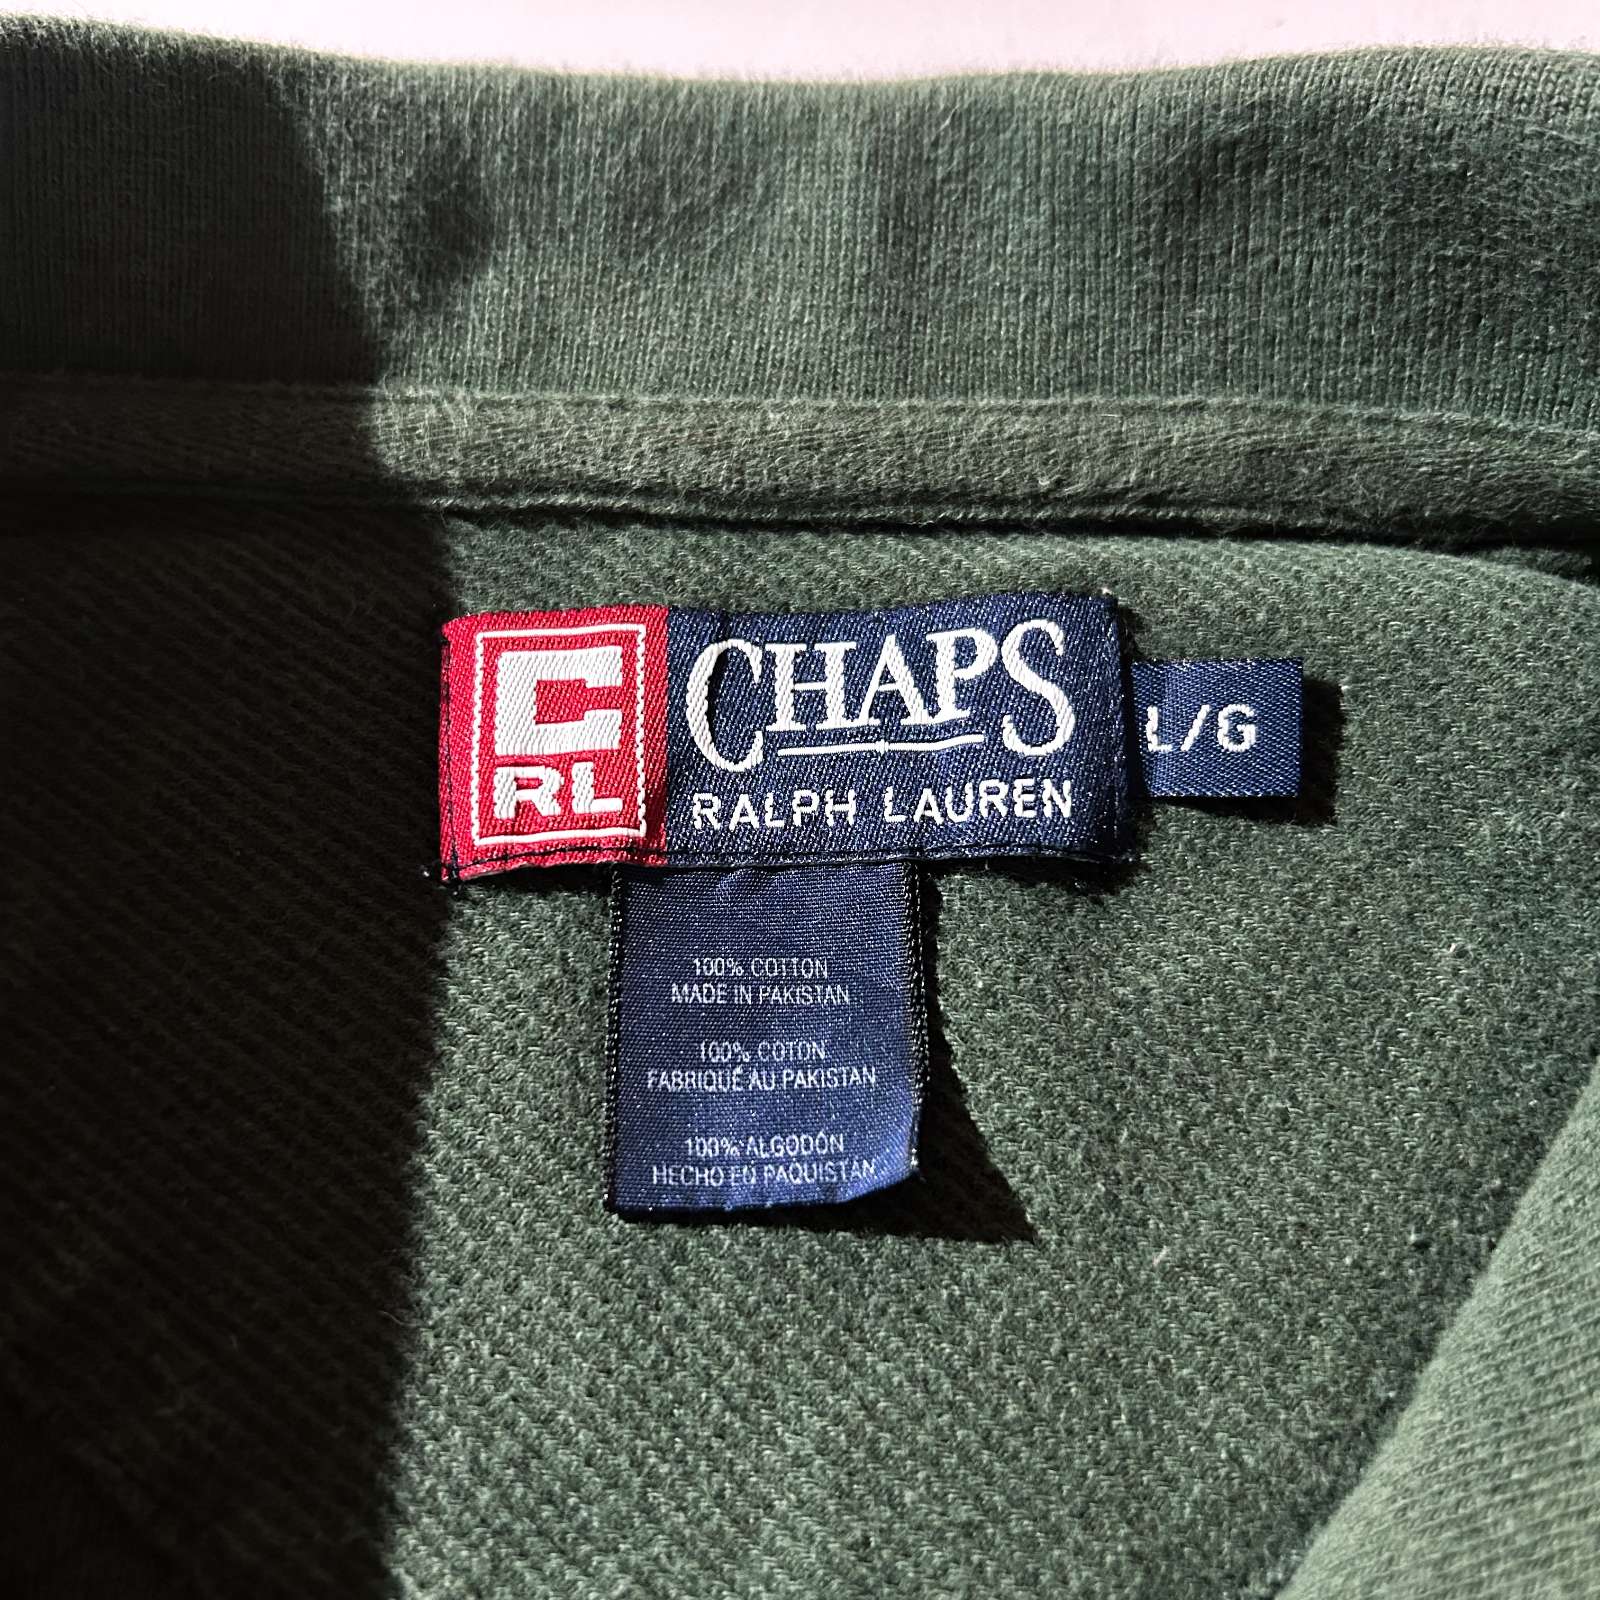 C
RL
CHAPS
RALPH LAUREN
L/G
100% COTTON
MADE IN PAKISTAN
100% COTON
FABRIQUÉ AU PAKISTAN
100% ALGODÓN
HECHO EN PAQUISTAN